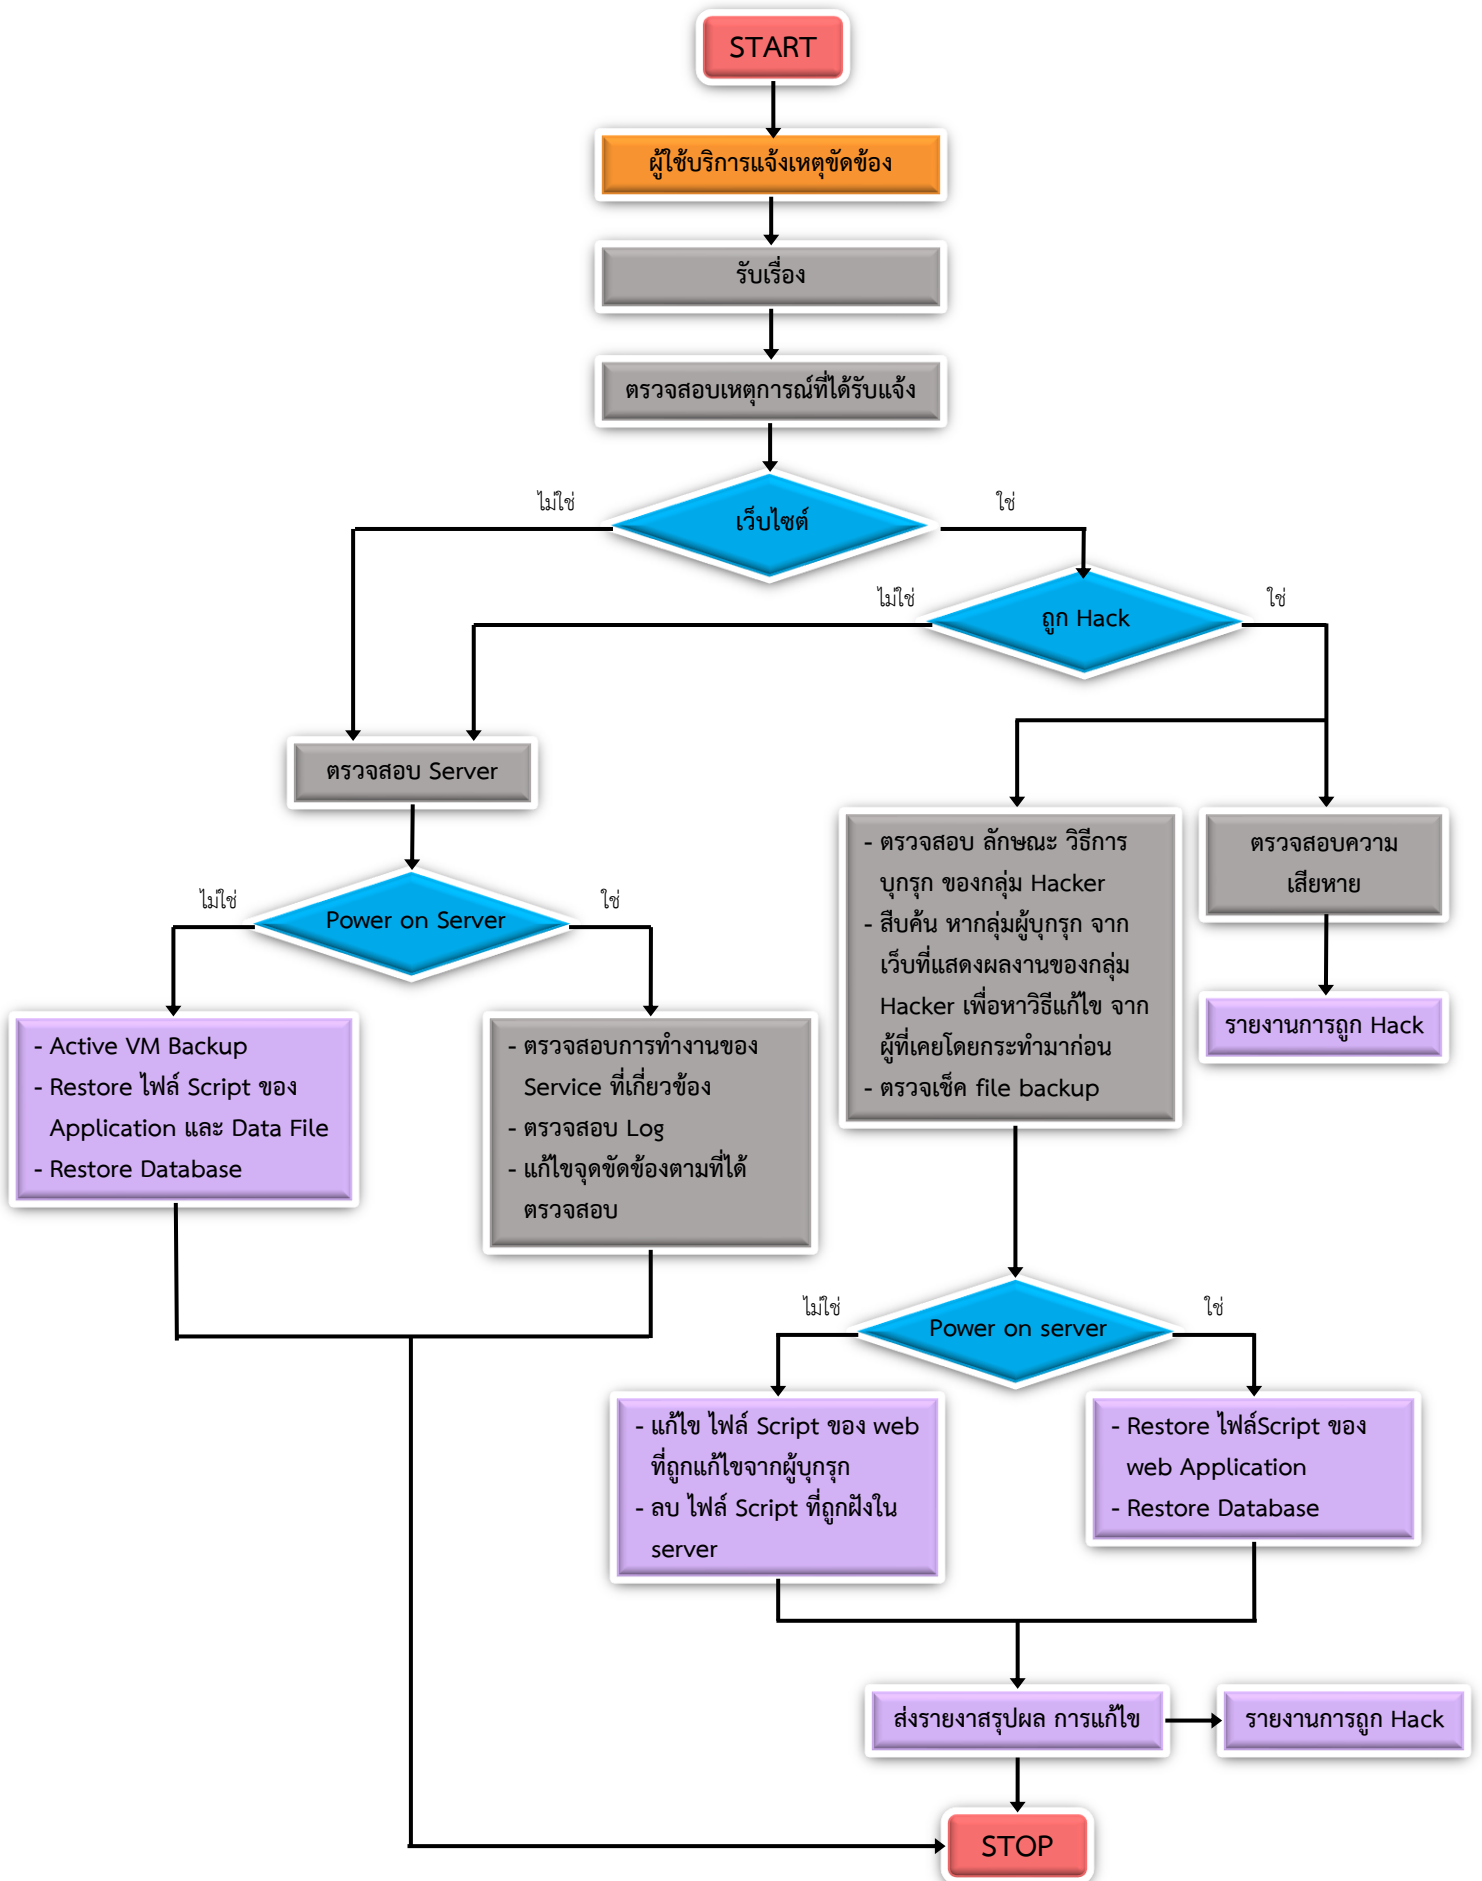 START
ผู้ใช้บริการแจ้งเหตุขัดข้อง
รับเรื่อง
ตรวจสอบเหตุการณ์ที่ได้รับแจ้ง
ไม่ใช่
ใช่
เว็บไซต์
ไม่ใช่
ใช่
ถูก Hack
ตรวจสอบ Server
ไม่ใช่
ใช่
Power on Server
- Active VM Backup
- Restore ไฟล์ Script ของ
Application และ Data File
- Restore Database
- ตรวจสอบการทำงานของ
Service ที่เกี่ยวข้อง
- ตรวจสอบ Log
- แก้ไขจุดขัดข้องตามที่ได้
ตรวจสอบ
- ตรวจสอบ ลักษณะ วิธีการ
บุกรุก ของกลุ่ม Hacker
- สืบค้น หากลุ่มผู้บุกรุก จาก
เว็บที่แสดงผลงานของกลุ่ม
Hacker เพื่อหาวิธีแก้ไข จาก
ผู้ที่เคยโดยกระทำมาก่อน
- ตรวจเช็ค file backup
ตรวจสอบความ
เสียหาย
รายงานการถูก Hack
ไม่ใช่
ใช่
Power on server
- แก้ไข ไฟล์ Script ของ web
ที่ถูกแก้ไขจากผู้บุกรุก
- ลบ ไฟล์ Script ที่ถูกฝังใน
server
- Restore ไฟล์Script ของ
web Application
- Restore Database
ส่งรายงาสรุปผล การแก้ไข
รายงานการถูก Hack
STOP